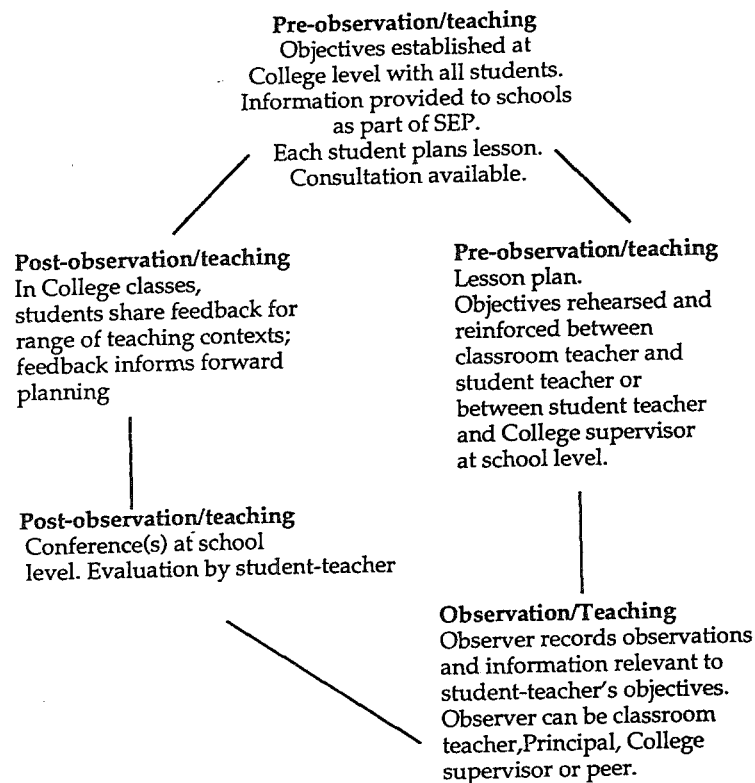 Pre-observation/teaching
Objectives established at
College level with all students.
Information provided to schools
as part of SEP.
Each student plans lesson.
Consultation available.
Post-observation/teaching
In College classes,
students share feedback for
range of teaching contexts;
feedback informs forward
planning
Pre-observation/teaching
Lesson plan.
Objectives rehearsed and
reinforced between
classroom teacher and
student teacher or
between student teacher
and College supervisor
at school level.
Post-observation/teaching
Conference(s) at school
level. Evaluation by student-teacher
Observation/Teaching
Observer records observations
and information relevant to
student-teacher's objectives.
Observer can be classroom
teacher,Principal, College
supervisor or peer.